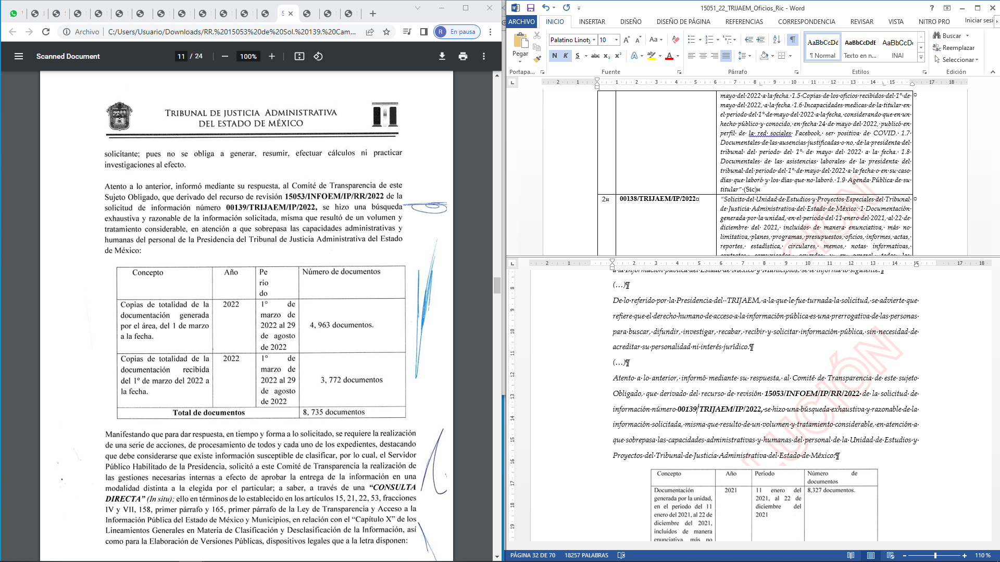 Archivo
C:/Users/Usuario/Downloads/RR.%2015053%20de%20Sol.%20139.%20Cam...
En pausa
Scanned Document
11 / 24
100%
TRIBUNAL DE JUSTICIA ADMINISTRATIVA
DEL ESTADO DE MÉXICO
solicitante; pues no se obliga a generar, resumir, efectuar cálculos ni practicar
investigaciones al efecto.
Atento a lo anterior, informó mediante su respuesta, al Comité de Transparencia de este
Sujeto Obligado, que derivado del recurso de revisión 15053/INFOEM/IP/RR/2022 de la
solicitud de información número 00139/TRIJAEM/IP/2022, se hizo una búsqueda
exhaustiva y razonable de la información solicitada, misma que resultó de un volumen y
tratamiento considerable, en atención a que sobrepasa las capacidades administrativas y
humanas del personal de la Presidencia del Tribunal de Justicia Administrativa del Estado
de México:
Concepto Año Pe Número de documentos
rio
do
Copias de totalidad de la 2022 1° de
documentación generada marzo de
por el área, del 1 de marzo 2022 al 29 4, 963 documentos.
a la fecha. de agosto
de 2022
Copias de totalidad de la 2022 1° de
documentación recibida marzo de
del 1º de marzo del 2022 a 2022 al 29 3, 772 documentos
la fecha. de agosto
de 2022
Total de documentos 8, 735 documentos
Manifestando que para dar respuesta, en tiempo y forma a lo solicitado, se requiere la realización
de una serie de acciones, de procesamiento de todos y cada uno de los expedientes, destacando
que debe considerarse que existe información susceptible de clasificar, por lo cual, el Servidor
Público Habilitado de la Presidencia, solicitó a este Comité de Transparencia la realización de
las gestiones necesarias internas a efecto de aprobar la entrega de la información en una
modalidad distinta a la elegida por el particular; a saber, a través de una “CONSULTA
DIRECTA” (In situ); ello en términos de lo establecido en los artículos 15, 21, 22, 53, fracciones
IV y VII, 158, primer párrafo y 165, primer párrafo de la Ley de Transparencia y Acceso a la
Información Pública del Estado de México y Municipios, en relación con el “Capítulo X” de los
Lineamientos Generales en Materia de Clasificación y Desclasificación de la Información, así
como para la Elaboración de Versiones Públicas, dispositivos legales que a la letra disponen:
15051_22_TRIJAEM_Oficios_Ric - Word
ARCHIVO INICIO INSERTAR DISEÑO DISEÑO DE PÁGINA REFERENCIAS CORRESPONDENCIA REVISAR VISTA NITRO PRO Iniciar sesi
Pegar
Palatino Linoty 10
Portapa...
Fuente
Párrafo
AaBbCcDd AaBbCcDdE AaBbCcDc
¶ Normal Texto en n... INAI
Estilos
Buscar
Reemplazar
Seleccionar
Edición
mayo del 2022 a la fecha. 1.5 Copias de los oficios recibidos del 1° de
mayo del 2022, a la fecha. 1.6 Incapacidades medicas de la titular en
el periodo del 1° de mayo del 2022 a la fecha, considerando que en un
hecho público y conocido, en fecha 24 de mayo del 2022, publicó en
perfil de la red sociales Facebook, ser positiva de COVID. 1.7
Documentales de las ausencias justificadas o no, de la presidenta del
tribunal del periodo del 1° de mayo del 2022 a la fecha. 1.8
Documentales de las asistencias laborales de la presidenta del
tribunal del periodo del 1° de mayo del 2022 a la fecha o en su caso
días que laboró y los días que no laboró. 1.9 Agenda Pública de su
titular” (Sic)¤
2¤ 00138/TRIJAEM/IP/2022¤ “Solicito del Unidad de Estudios y Proyectos Especiales del Tribunal
de Justicia Administrativa del Estado de México: 1 Documentación
generada por la unidad, en el periodo del 11 enero del 2021, al 22 de
diciembre del 2021, incluidos de manera enunciativa, más no
limitativa, planes, programas, presupuestos, oficios, informes, actas,
reportes, estadística, circulares, memos, notas informativas,
a la Información pública del Estado de México y Municipios, se le informa lo siguiente.¶
(…)¶
De lo referido por la Presidencia del TRIJAEM, a la que le fue turnada la solicitud, se advierte que
refiere que el derecho humano de acceso a la información pública es una prerrogativa de las personas
para buscar, difundir, investigar, recabar, recibir y solicitar información pública, sin necesidad de
acreditar su personalidad ni interés jurídico.¶
(…)¶
Atento a lo anterior, informó mediante su respuesta, al Comité de Transparencia de este sujeto
Obligado, que derivado del recurso de revisión 15053/INFOEM/IP/RR/2022 de la solicitud de
información número 00139/TRIJAEM/IP/2022, se hizo una búsqueda exhaustiva y razonable de la
información solicitada, misma que resulto de un volumen y tratamiento considerable, en atención a
que sobrepasa las capacidades administrativas y humanas del personal de la Unidad de Estudios y
Proyectos del Tribunal de Justicia Administrativa del Estado de México:¶
Concepto Año Periodo Número de
documentos
Documentación 2021 11 enero del 8,327 documentos.
generada por la unidad, 2021, al 22 de
en el periodo del 11 diciembre del
enero del 2021, al 22 de 2021
diciembre del 2021,
incluidos de manera
enunciativa, más no
PÁGINA 32 DE 70 18257 PALABRAS
110 %